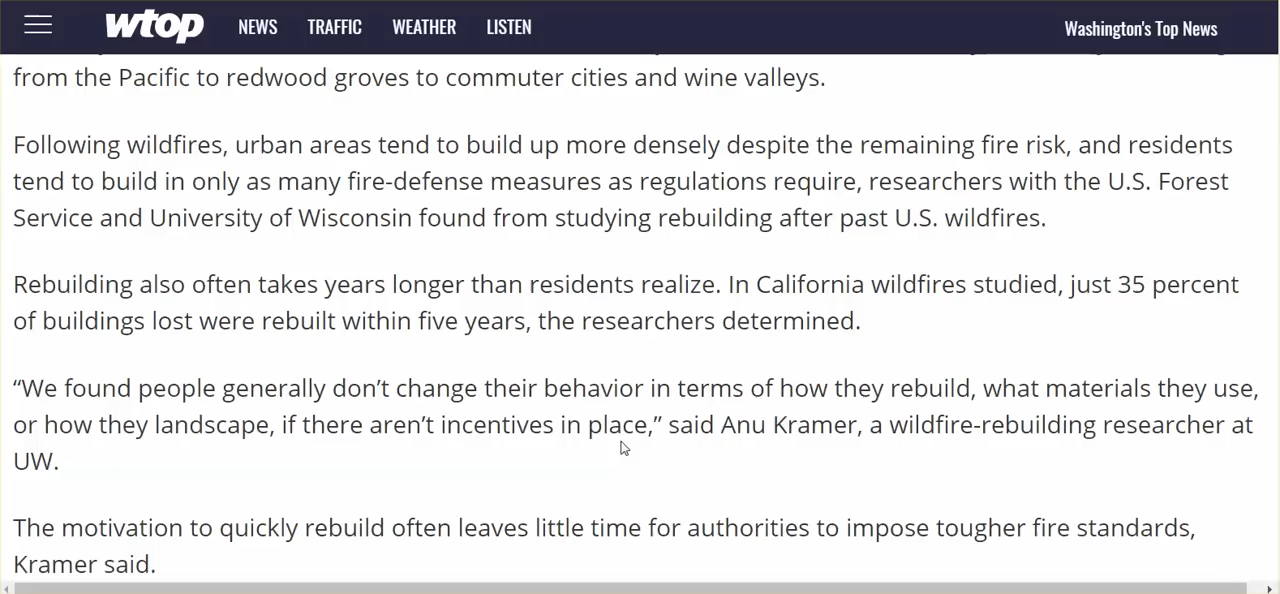 wtop NEWS TRAFFIC WEATHER LISTEN Washington's Top News
from the Pacific to redwood groves to commuter cities and wine valleys.
Following wildfires, urban areas tend to build up more densely despite the remaining fire risk, and residents
tend to build in only as many fire-defense measures as regulations require, researchers with the U.S. Forest
Service and University of Wisconsin found from studying rebuilding after past U.S. wildfires.
Rebuilding also often takes years longer than residents realize. In California wildfires studied, just 35 percent
of buildings lost were rebuilt within five years, the researchers determined.
“We found people generally don’t change their behavior in terms of how they rebuild, what materials they use,
or how they landscape, if there aren’t incentives in place,” said Anu Kramer, a wildfire-rebuilding researcher at
UW.
The motivation to quickly rebuild often leaves little time for authorities to impose tougher fire standards,
Kramer said.